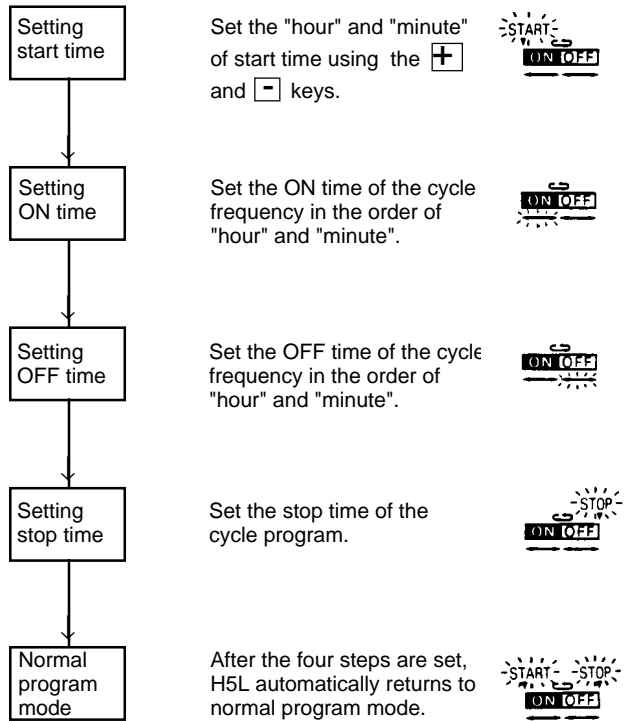 Setting
start time
Set the "hour" and "minute"
of start time using the +
and - keys.
START
ON OFF
Setting
ON time
Set the ON time of the cycle
frequency in the order of
"hour" and "minute".
ON OFF
Setting
OFF time
Set the OFF time of the cycle
frequency in the order of
"hour" and "minute".
ON OFF
Setting
stop time
Set the stop time of the
cycle program.
STOP
ON OFF
Normal
program
mode
After the four steps are set,
H5L automatically returns to
normal program mode.
START STOP
ON OFF